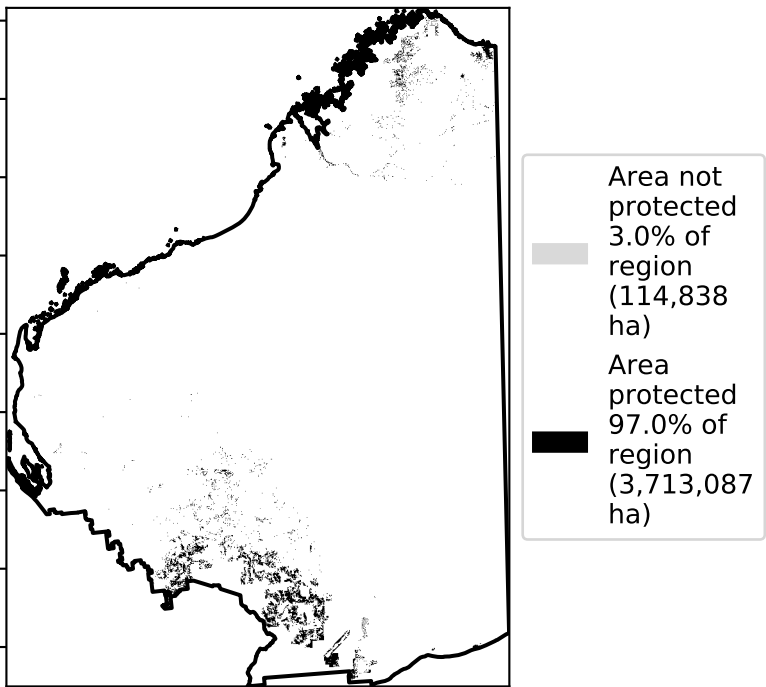 Area not
protected
3.0% of
region
(114,838
ha)
Area
protected
97.0% of
region
(3,713,087
ha)